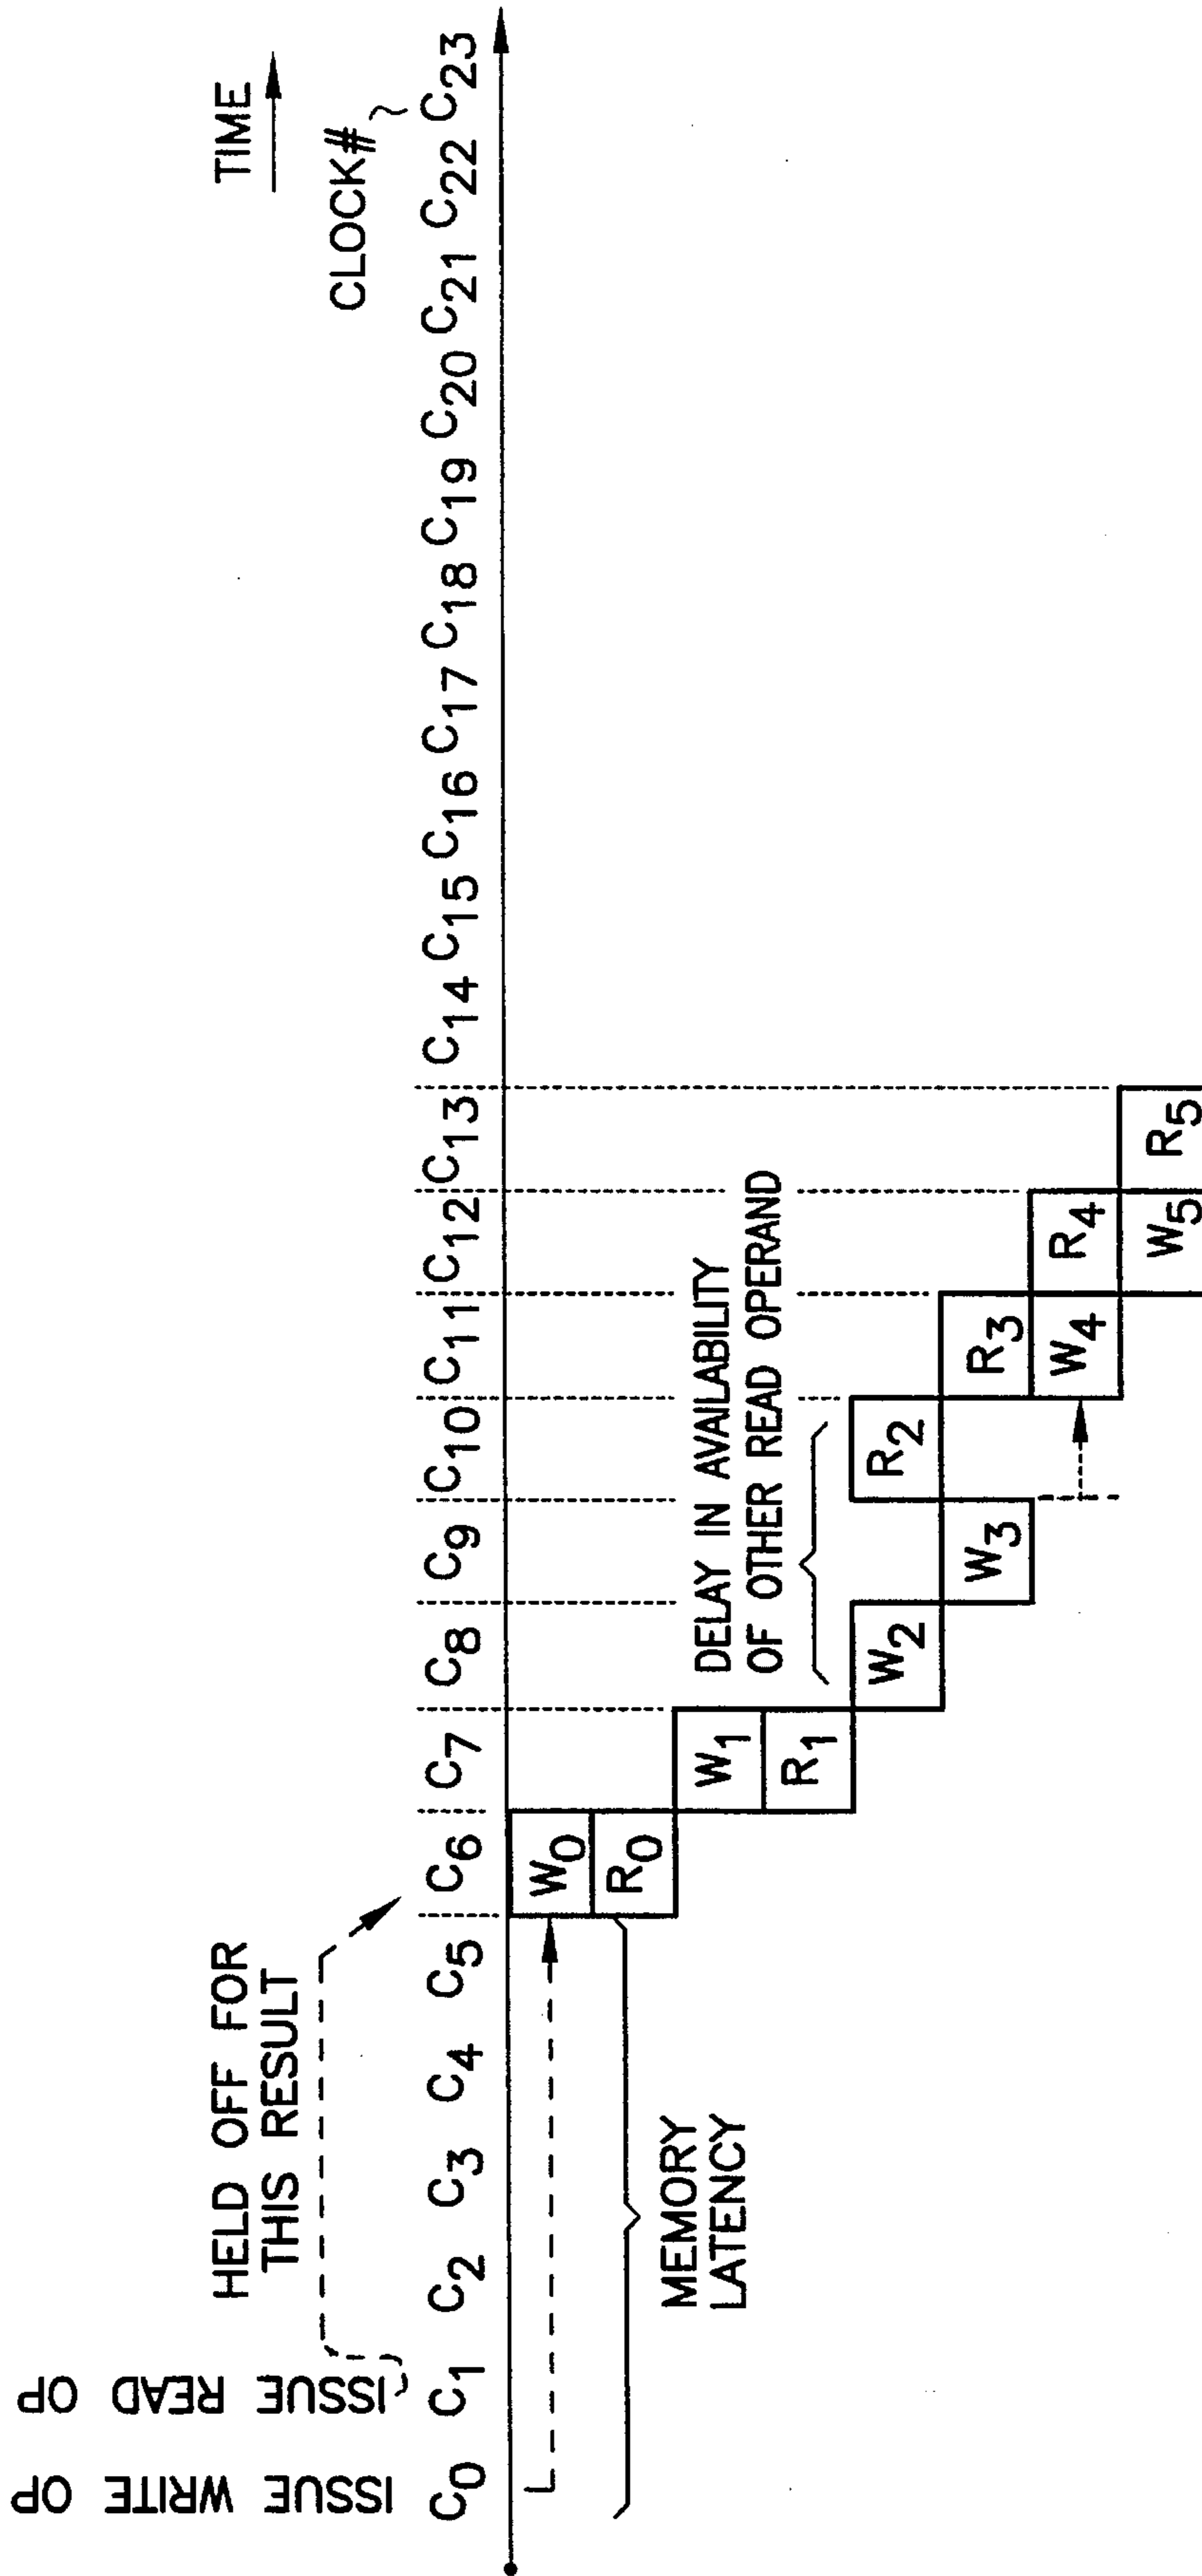 TIME
CLOCK#
HELD OFF FOR
THIS RESULT
ISSUE WRITE OP
ISSUE READ OP
C0 C1 C2 C3 C4 C5 C6 C7 C8 C9 C10 C11 C12 C13 C14 C15 C16 C17 C18 C19 C20 C21 C22 C23
W0
R0
MEMORY
LATENCY
W1
R1
DELAY IN AVAILABILITY
OF OTHER READ OPERAND
W2 R2
W3 R3
W4 R4
W5 R5